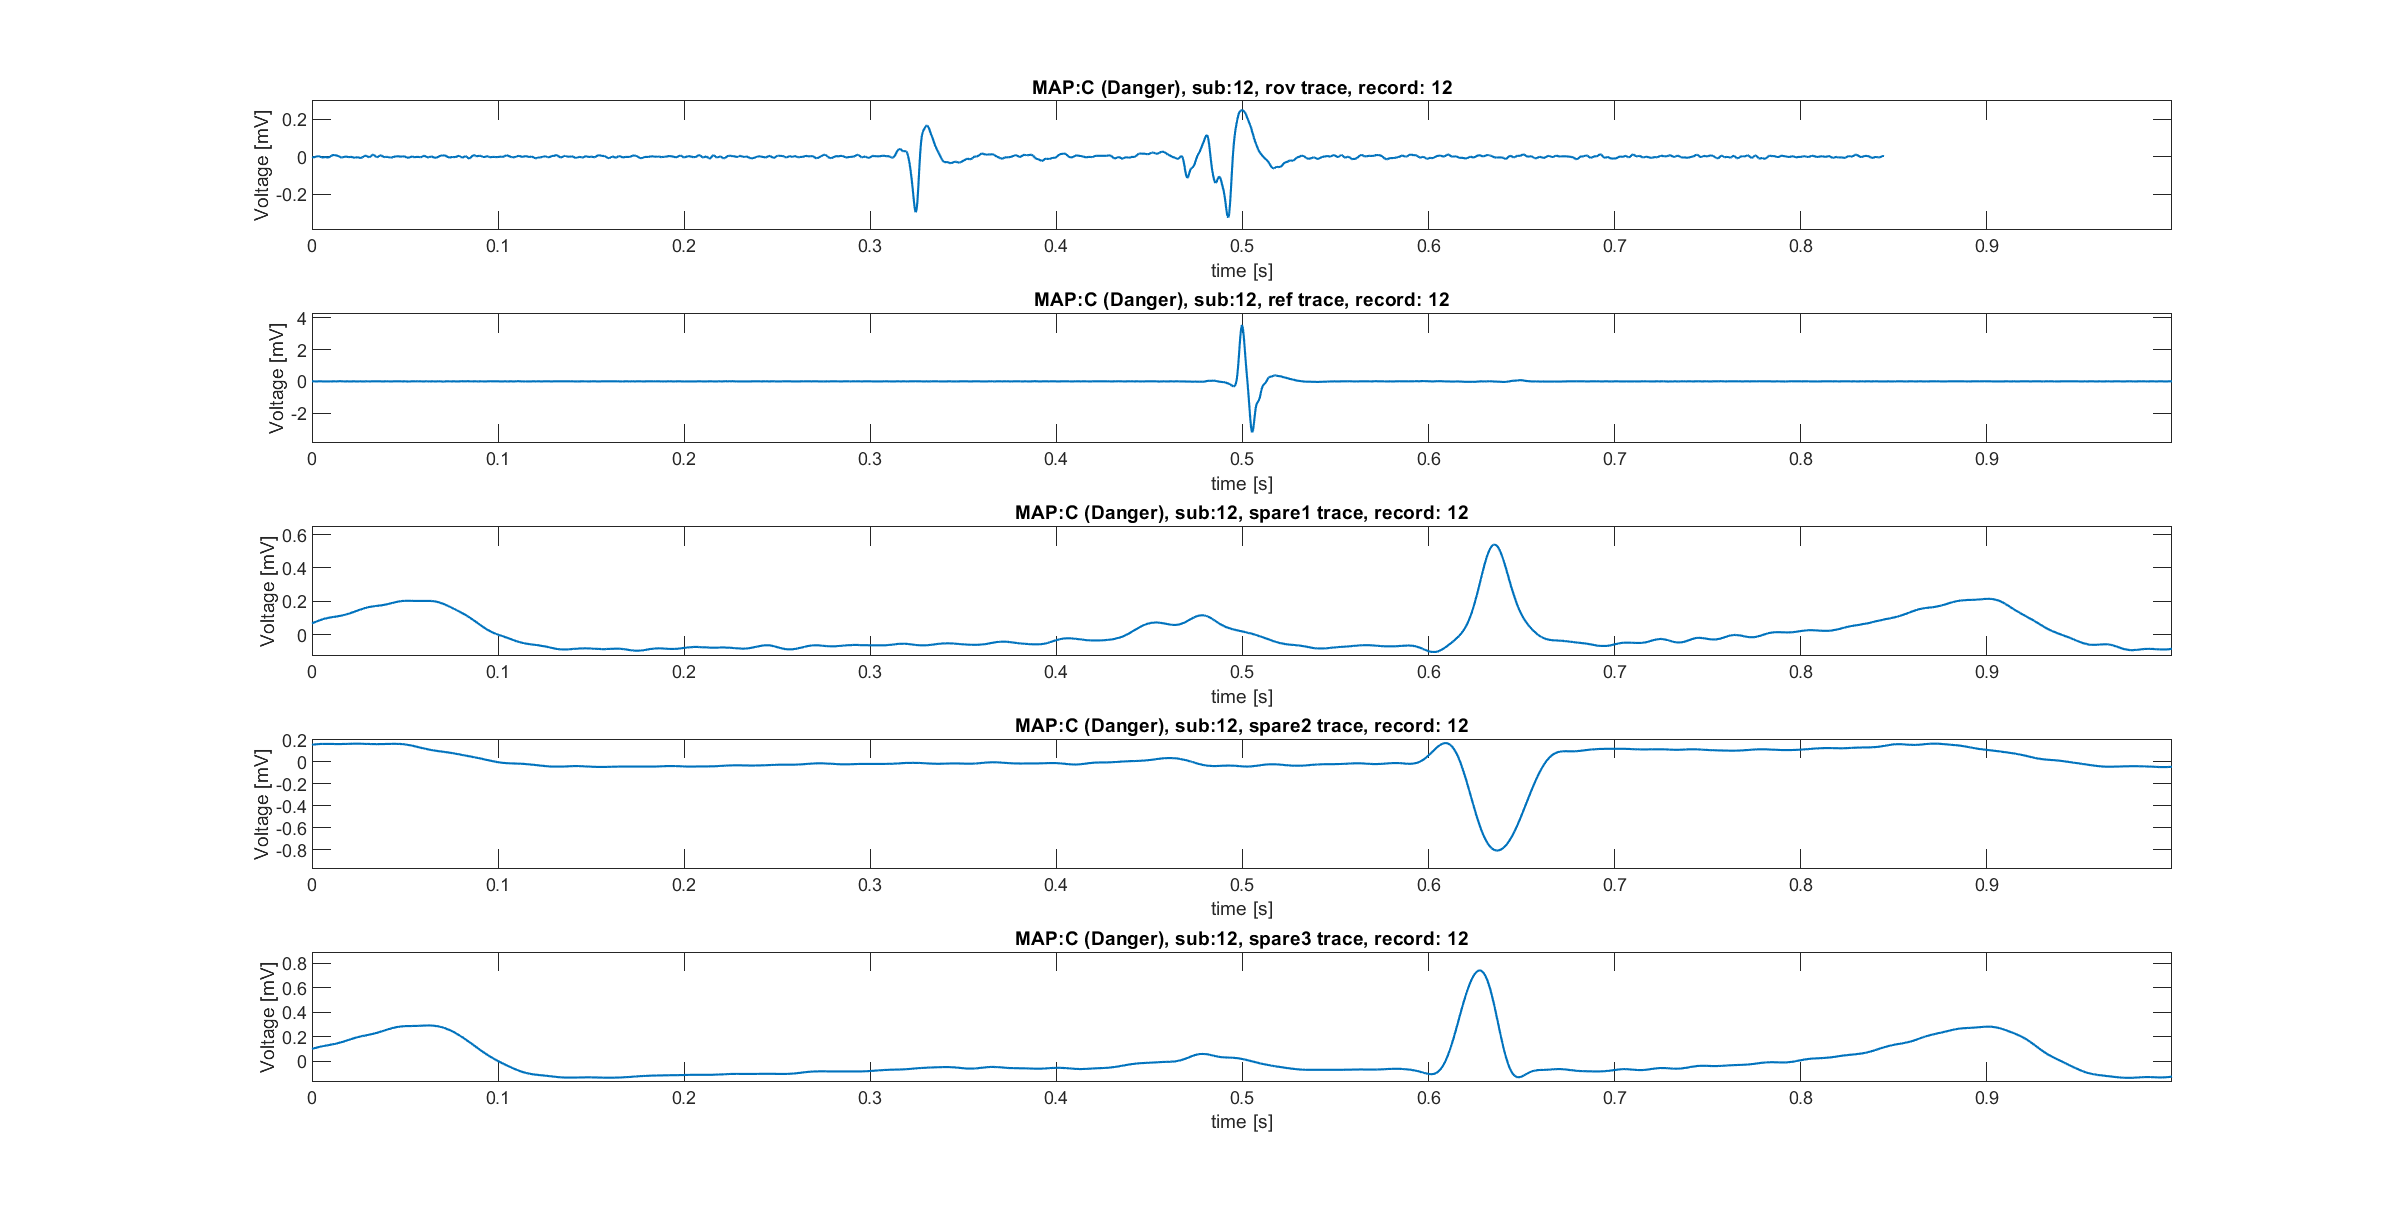 MAP:C (Danger), sub:12, rov trace, record: 12
Voltage [mV]
0.2
0
-0.2
0 0.1 0.2 0.3 0.4 0.5 0.6 0.7 0.8 0.9
time [s]
MAP:C (Danger), sub:12, ref trace, record: 12
Voltage [mV]
4
2
0
-2
0 0.1 0.2 0.3 0.4 0.5 0.6 0.7 0.8 0.9
time [s]
MAP:C (Danger), sub:12, spare1 trace, record: 12
Voltage [mV]
0.6
0.4
0.2
0
0 0.1 0.2 0.3 0.4 0.5 0.6 0.7 0.8 0.9
time [s]
MAP:C (Danger), sub:12, spare2 trace, record: 12
Voltage [mV]
0.2
0
-0.2
-0.4
-0.6
-0.8
0 0.1 0.2 0.3 0.4 0.5 0.6 0.7 0.8 0.9
time [s]
MAP:C (Danger), sub:12, spare3 trace, record: 12
Voltage [mV]
0.8
0.6
0.4
0.2
0
0 0.1 0.2 0.3 0.4 0.5 0.6 0.7 0.8 0.9
time [s]